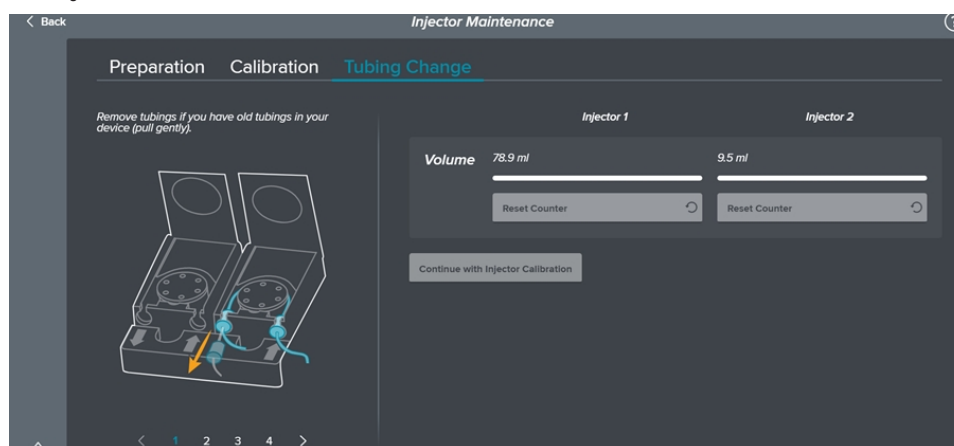 Back
Injector Maintenance
Preparation Calibration Tubing Change
Remove tubings if you have old tubings in your
device (pull gently).
Injector 1 Injector 2
Volume 78.9 ml 9.5 ml
Reset Counter Reset Counter
Continue with Injector Calibration
< 1 2 3 4 >